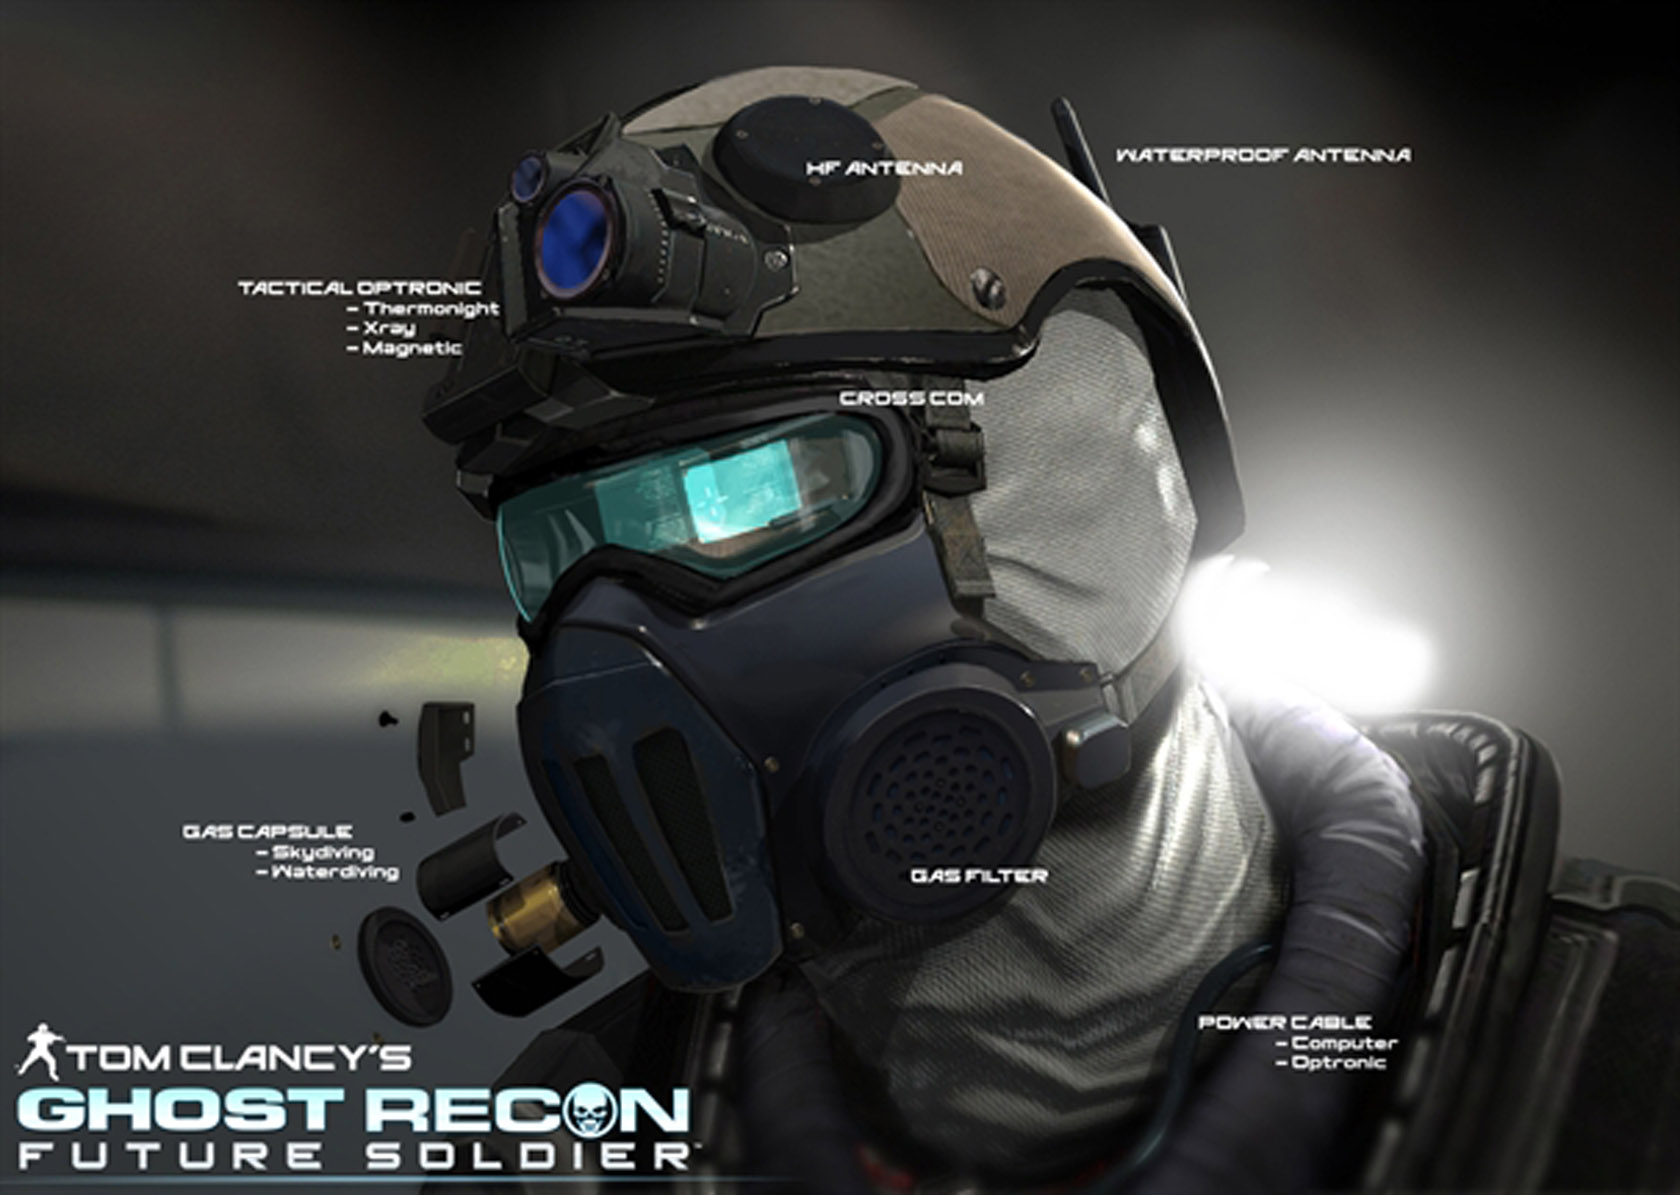 HF ANTENNA
WATERPROOF ANTENNA
TACTICAL OPTRONIC
- Thermonight
- Xray
- Magnetic
CROSS COM
GAS CAPSULE
- Skydiving
- Waterdiving
GAS FILTER
POWER CABLE
- Computer
- Optronic
TOM CLANCY'S
GHOST RECON
FUTURE SOLDIER™